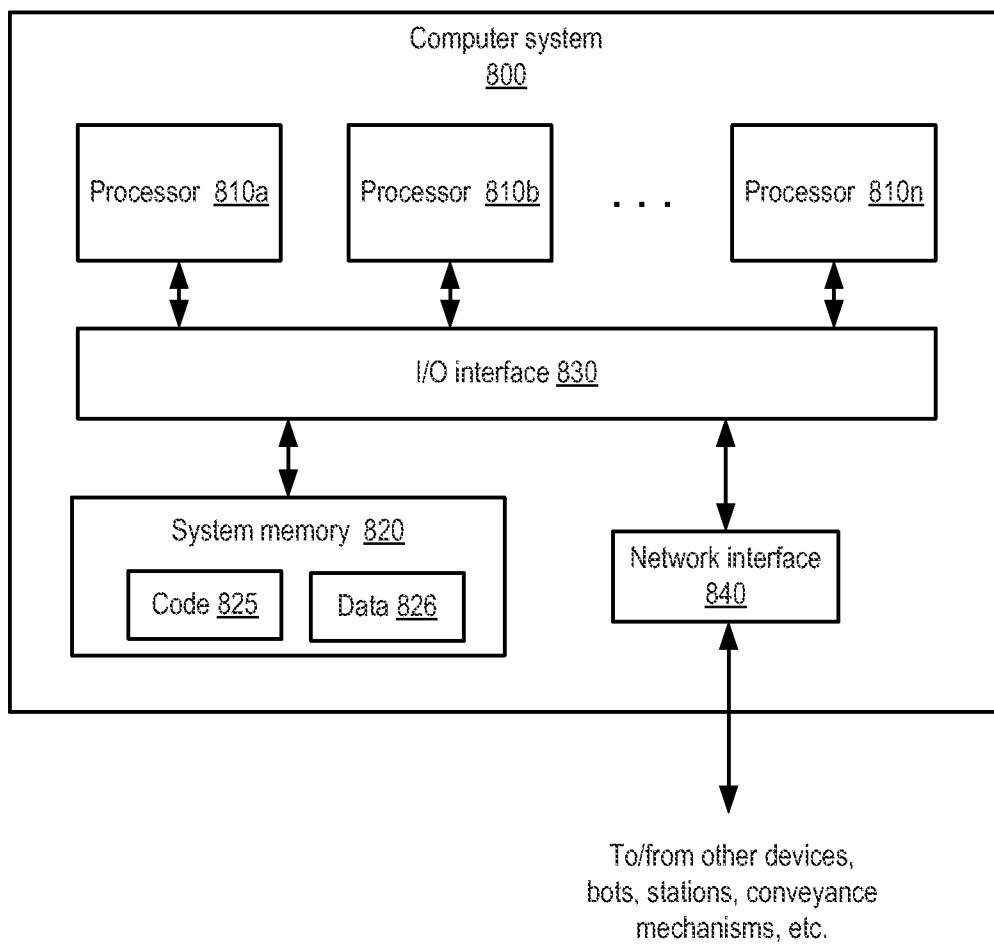 Computer system
800
Processor 810a
Processor 810b
. . .
Processor 810n
I/O interface 830
System memory 820
Code 825
Data 826
Network interface
840
To/from other devices,
bots, stations, conveyance
mechanisms, etc.